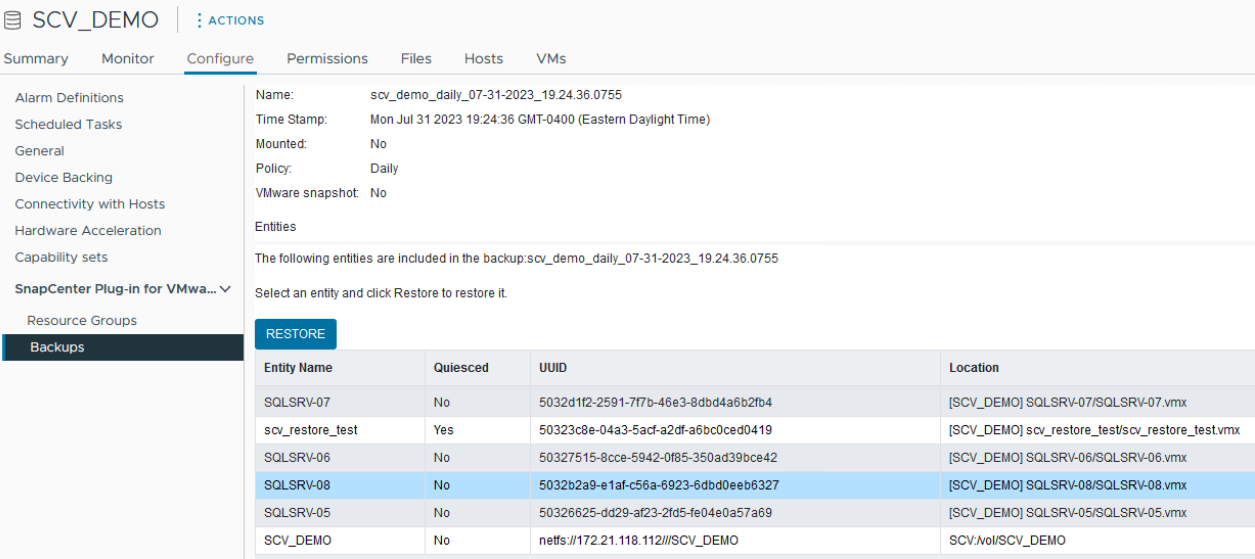 SCV_DEMO ACTIONS
Summary Monitor Configure Permissions Files Hosts VMs
Alarm Definitions
Scheduled Tasks
General
Device Backing
Connectivity with Hosts
Hardware Acceleration
Capability sets
SnapCenter Plug-in for VMwa...
Resource Groups
Backups
Name: scv_demo_daily_07-31-2023_19.24.36.0755
Time Stamp: Mon Jul 31 2023 19:24:36 GMT-0400 (Eastern Daylight Time)
Mounted: No
Policy: Daily
VMware snapshot: No
Entities
The following entities are included in the backup:scv_demo_daily_07-31-2023_19.24.36.0755
Select an entity and click Restore to restore it.
RESTORE
Entity Name Quiesced UUID Location
SQLSRV-07 No 5032d1f2-2591-7f7b-46e3-8dbd4a6b2fb4 [SCV_DEMO] SQLSRV-07/SQLSRV-07.vmx
scv_restore_test Yes 50323c8e-04a3-5acf-a2df-a6bc0ced0419 [SCV_DEMO] scv_restore_test/scv_restore_test.vmx
SQLSRV-06 No 50327515-8cce-5942-0f85-350ad39bce42 [SCV_DEMO] SQLSRV-06/SQLSRV-06.vmx
SQLSRV-08 No 5032b2a9-e1af-c56a-6923-6dbd0eeb6327 [SCV_DEMO] SQLSRV-08/SQLSRV-08.vmx
SQLSRV-05 No 50326625-dd29-af23-2fd5-fe04e0a57a69 [SCV_DEMO] SQLSRV-05/SQLSRV-05.vmx
SCV_DEMO No netfs://172.21.118.112///SCV_DEMO SCV:/vol/SCV_DEMO